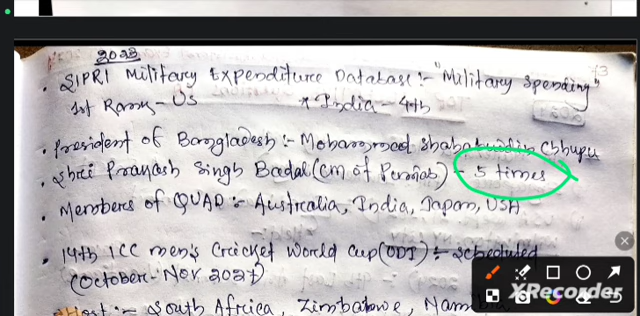 2023
• SIPRI Military Expenditure Database :- "Military Spending"
1st Rank - US * India - 4th
• President of Bangladesh :- Mohammod Shahabuddin Chhupu
• Shri Prakash Singh Badal (CM of Punjab) - 5 times
• Members of QUAD :- Australia, India, Japan, USA
• 14th ICC men's Cricket World Cup (ODI) :- Scheduled
(October - Nov 2027)
Host :- South Africa, Zimbabwe, Namibia
XRecorder